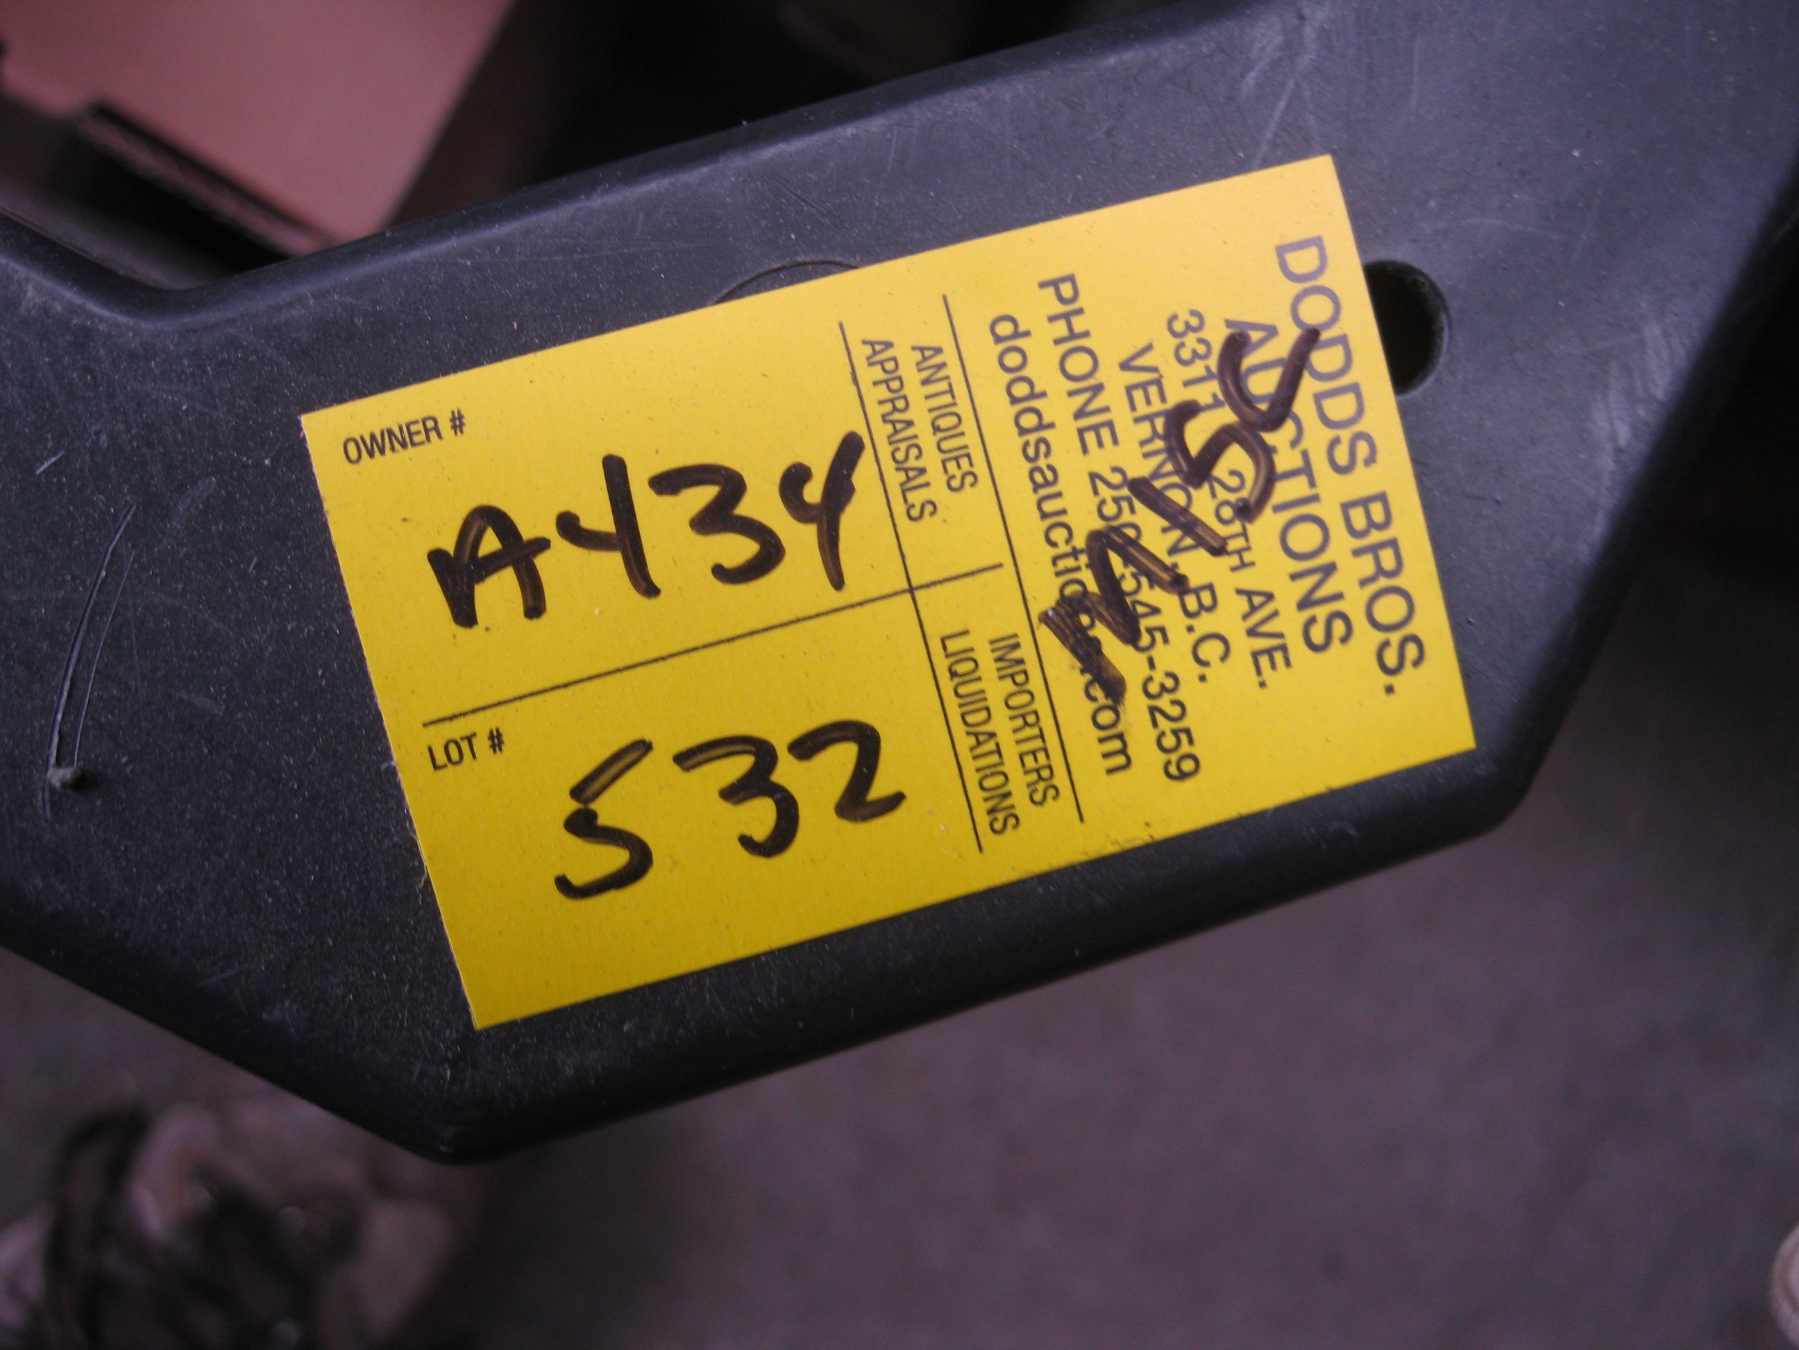 DODDS BROS.
AUCTIONS
3311 28TH AVE.
VERNON B.C.
PHONE 250-545-3259
doddsauction.com
MISC
ANTIQUES
APPRAISALS
IMPORTERS
LIQUIDATIONS
OWNER #
A434
LOT #
532